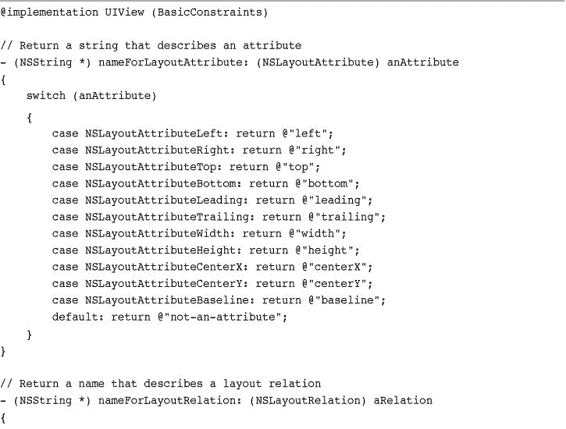 @implementation UIView (BasicConstraints)

// Return a string that describes an attribute
- (NSString *) nameForLayoutAttribute: (NSLayoutAttribute) anAttribute
{
    switch (anAttribute)
    {
        case NSLayoutAttributeLeft: return @"left";
        case NSLayoutAttributeRight: return @"right";
        case NSLayoutAttributeTop: return @"top";
        case NSLayoutAttributeBottom: return @"bottom";
        case NSLayoutAttributeLeading: return @"leading";
        case NSLayoutAttributeTrailing: return @"trailing";
        case NSLayoutAttributeWidth: return @"width";
        case NSLayoutAttributeHeight: return @"height";
        case NSLayoutAttributeCenterX: return @"centerX";
        case NSLayoutAttributeCenterY: return @"centerY";
        case NSLayoutAttributeBaseline: return @"baseline";
        default: return @"not-an-attribute";
    }
}

// Return a name that describes a layout relation
- (NSString *) nameForLayoutRelation: (NSLayoutRelation) aRelation
{